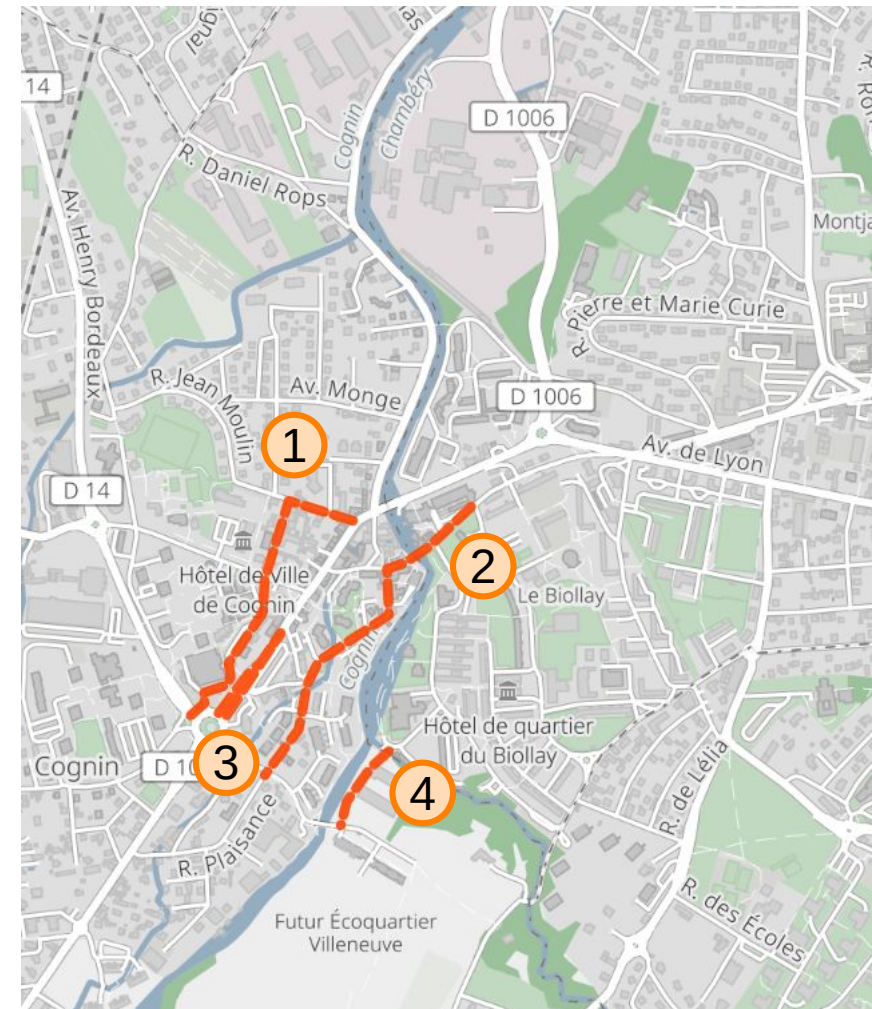 14
D 1006
Cognin
Chambéry
R. Daniel Rops
Av. Henry Bordeaux
R. Pierre et Marie Curie
R. Jean Moulin
Av. Monge
D 1006
1
Av. de Lyon
D 14
2
Hôtel de Ville
de Cognin
Le Biollay
Cognin
Hôtel de quartier
du Biollay
3
Cognin
4
R. de Lélia
R. Plaisance
R. des Écoles
Futur Écoquartier
Villeneuve